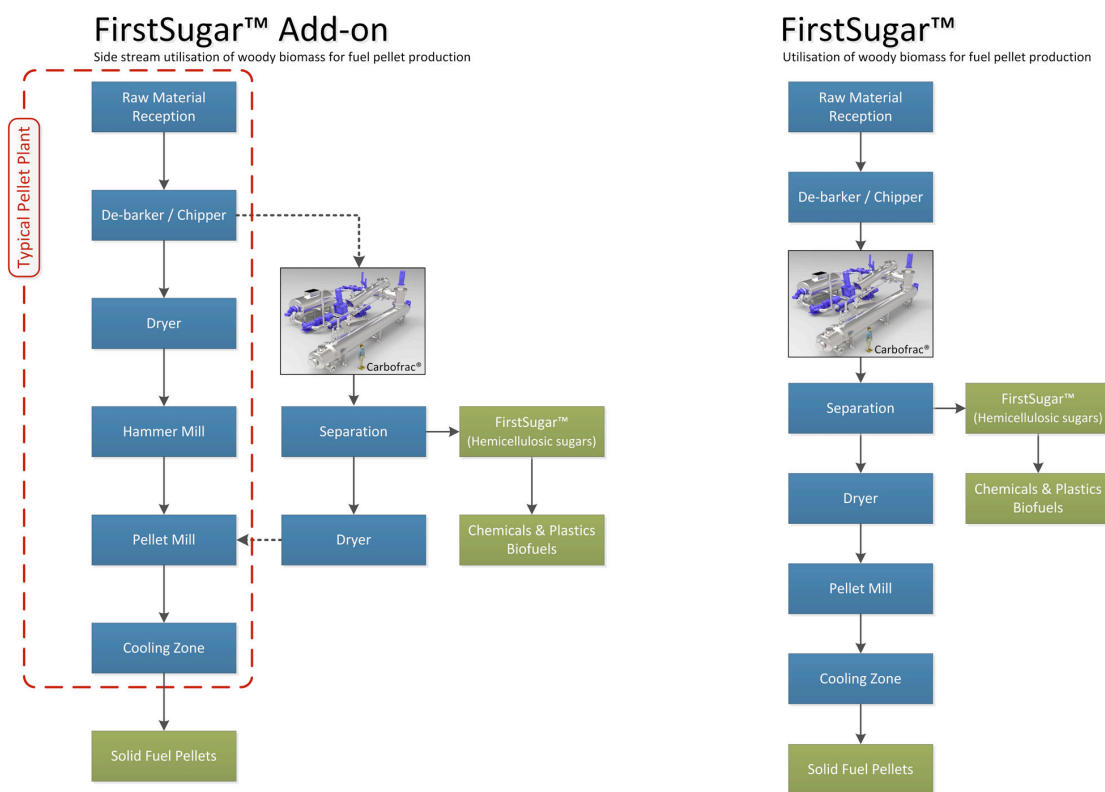 FirstSugar™ Add-on
Side stream utilisation of woody biomass for fuel pellet production
Typical Pellet Plant
Raw Material
Reception
De-barker / Chipper
Dryer
Hammer Mill
Pellet Mill
Cooling Zone
Solid Fuel Pellets
Carbofrac®
Separation
Dryer
FirstSugar™
(Hemicellulosic sugars)
Chemicals & Plastics
Biofuels
FirstSugar™
Utilisation of woody biomass for fuel pellet production
Raw Material
Reception
De-barker / Chipper
Carbofrac®
Separation
FirstSugar™
(Hemicellulosic sugars)
Chemicals & Plastics
Biofuels
Dryer
Pellet Mill
Cooling Zone
Solid Fuel Pellets